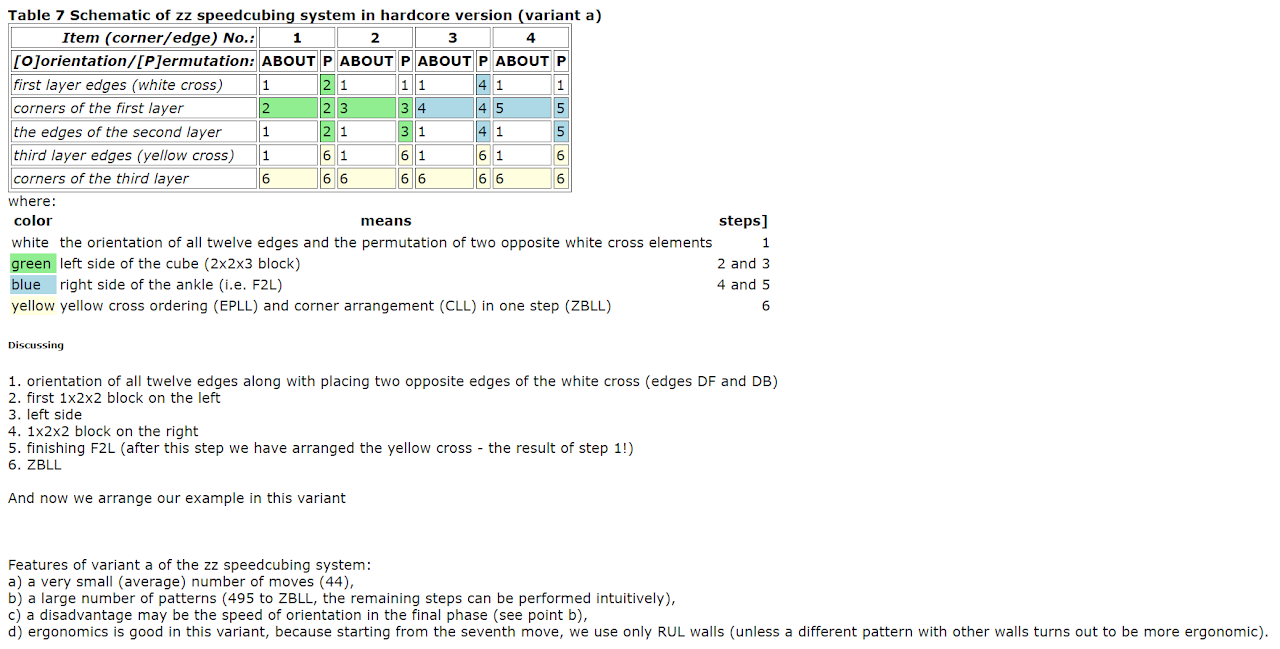 Table 7 Schematic of zz speedcubing system in hardcore version (variant a)
Item (corner/edge) No.: 1 2 3 4
[O]orientation/[P]ermutation: ABOUT P ABOUT P ABOUT P ABOUT P
first layer edges (white cross) 1 2 1 1 1 4 1 1
corners of the first layer 2 2 3 3 4 4 5 5
the edges of the second layer 1 2 1 3 1 4 1 5
third layer edges (yellow cross) 1 6 1 6 1 6 1 6
corners of the third layer 6 6 6 6 6 6 6 6
where:
color means steps]
white the orientation of all twelve edges and the permutation of two opposite white cross elements 1
green left side of the cube (2x2x3 block) 2 and 3
blue right side of the ankle (i.e. F2L) 4 and 5
yellow yellow cross ordering (EPLL) and corner arrangement (CLL) in one step (ZBLL) 6
Discussing
1. orientation of all twelve edges along with placing two opposite edges of the white cross (edges DF and DB)
2. first 1x2x2 block on the left
3. left side
4. 1x2x2 block on the right
5. finishing F2L (after this step we have arranged the yellow cross - the result of step 1!)
6. ZBLL
And now we arrange our example in this variant
Features of variant a of the zz speedcubing system:
a) a very small (average) number of moves (44),
b) a large number of patterns (495 to ZBLL, the remaining steps can be performed intuitively),
c) a disadvantage may be the speed of orientation in the final phase (see point b),
d) ergonomics is good in this variant, because starting from the seventh move, we use only RUL walls (unless a different pattern with other walls turns out to be more ergonomic).